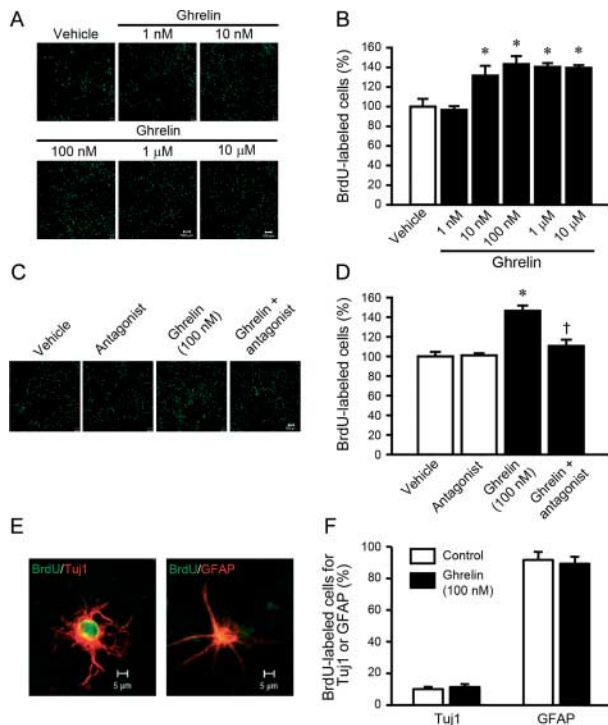 A
Ghrelin
Vehicle 1 nM 10 nM
Ghrelin
100 nM 1 μM 10 μM
B
BrdU-labeled cells (%)
160
140
120
100
80
60
40
20
0
* * * *
Vehicle 1 nM 10 nM 100 nM 1 μM 10 μM
Ghrelin
C
Vehicle
Antagonist
Ghrelin
(100 nM)
Ghrelin +
antagonist
D
BrdU-labeled cells (%)
160
140
120
100
80
60
40
20
0
*
†
Vehicle
Antagonist
Ghrelin
(100 nM)
Ghrelin +
antagonist
E
BrdU/Tuj1
5 μm
BrdU/GFAP
5 μm
F
BrdU-labeled cells for
Tuj1 or GFAP (%)
100
80
60
40
20
0
Control
Ghrelin
(100 nM)
Tuj1 GFAP